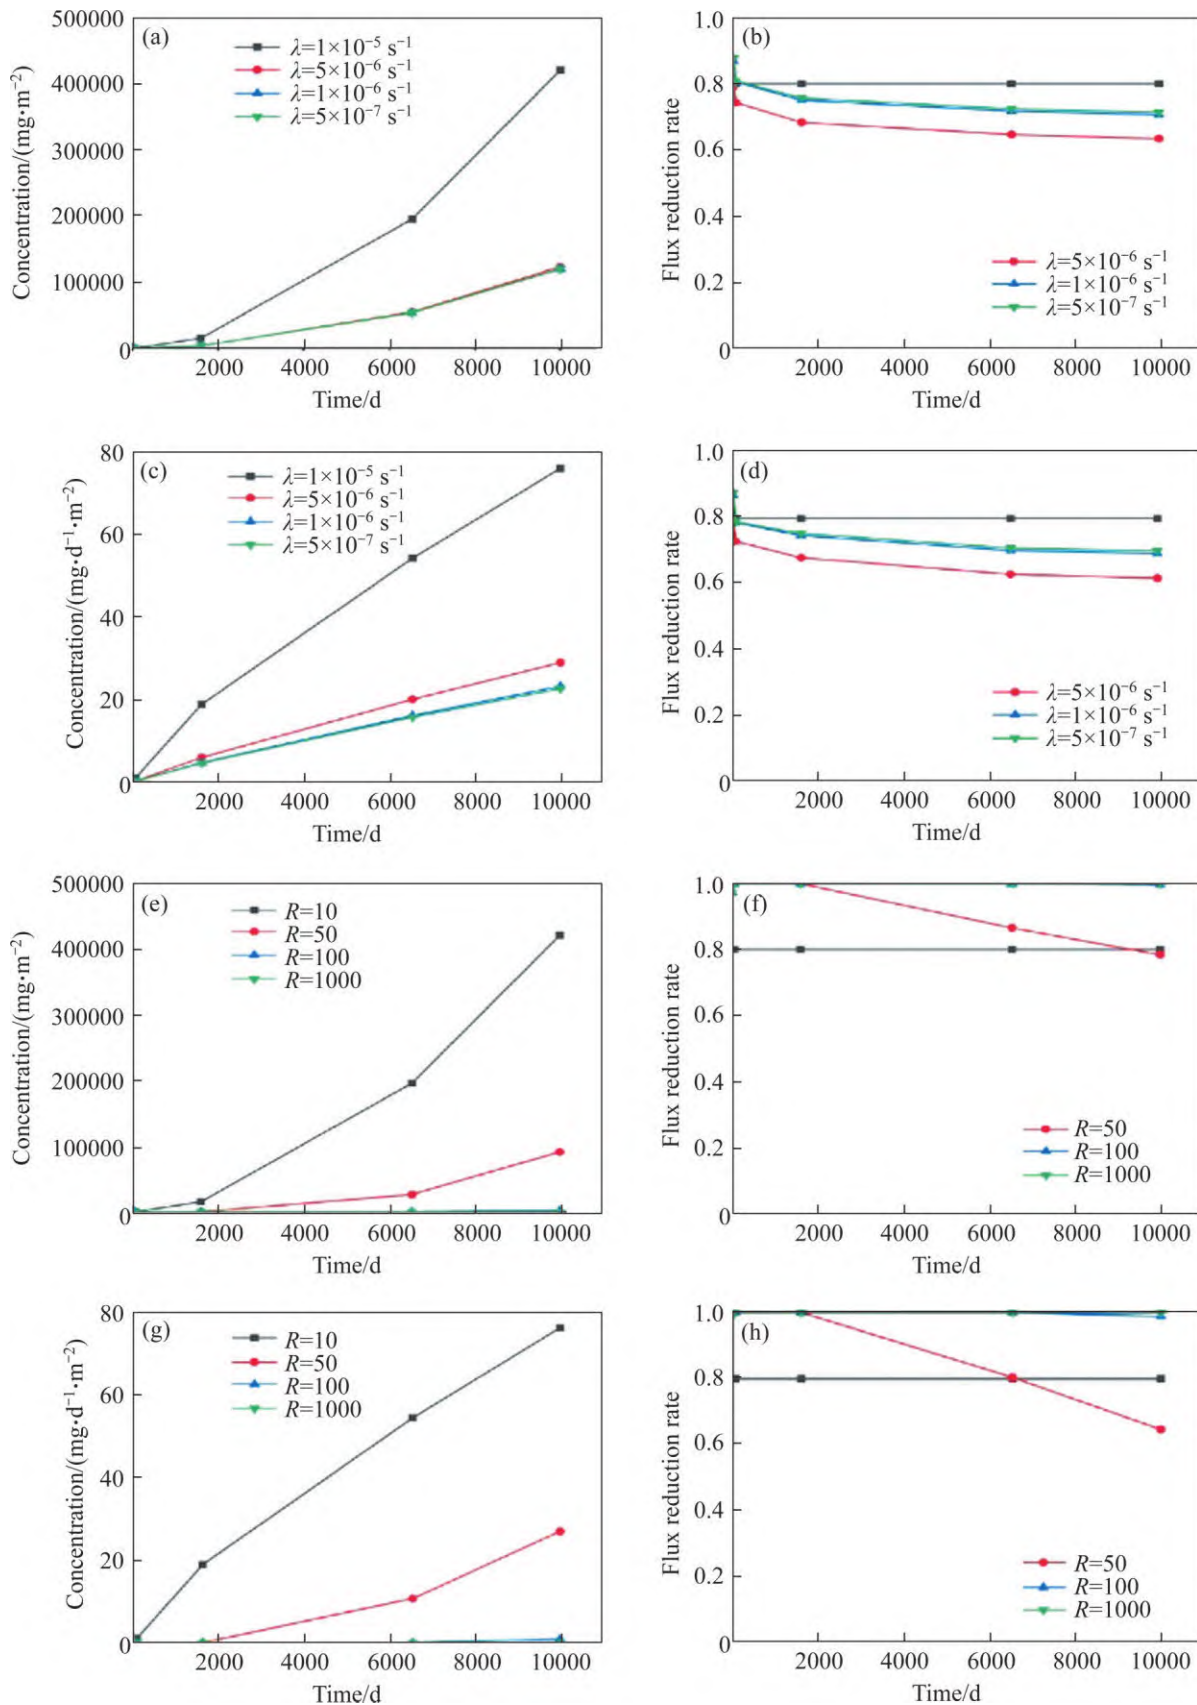 (a)
λ=1×10⁻⁵ s⁻¹
λ=5×10⁻⁶ s⁻¹
λ=1×10⁻⁶ s⁻¹
λ=5×10⁻⁷ s⁻¹
500000
400000
300000
200000
100000
0
Concentration/(mg·m⁻²)
2000 4000 6000 8000 10000
Time/d
(b)
1.0
0.8
0.6
0.4
0.2
0
Flux reduction rate
λ=5×10⁻⁶ s⁻¹
λ=1×10⁻⁶ s⁻¹
λ=5×10⁻⁷ s⁻¹
2000 4000 6000 8000 10000
Time/d
(c)
λ=1×10⁻⁵ s⁻¹
λ=5×10⁻⁶ s⁻¹
λ=1×10⁻⁶ s⁻¹
λ=5×10⁻⁷ s⁻¹
80
60
40
20
0
Concentration/(mg·d⁻¹·m⁻²)
2000 4000 6000 8000 10000
Time/d
(d)
1.0
0.8
0.6
0.4
0.2
0
Flux reduction rate
λ=5×10⁻⁶ s⁻¹
λ=1×10⁻⁶ s⁻¹
λ=5×10⁻⁷ s⁻¹
2000 4000 6000 8000 10000
Time/d
(e)
R=10
R=50
R=100
R=1000
500000
400000
300000
200000
100000
0
Concentration/(mg·m⁻²)
2000 4000 6000 8000 10000
Time/d
(f)
1.0
0.8
0.6
0.4
0.2
0
Flux reduction rate
R=50
R=100
R=1000
2000 4000 6000 8000 10000
Time/d
(g)
R=10
R=50
R=100
R=1000
80
60
40
20
0
Concentration/(mg·d⁻¹·m⁻²)
2000 4000 6000 8000 10000
Time/d
(h)
1.0
0.8
0.6
0.4
0.2
0
Flux reduction rate
R=50
R=100
R=1000
2000 4000 6000 8000 10000
Time/d